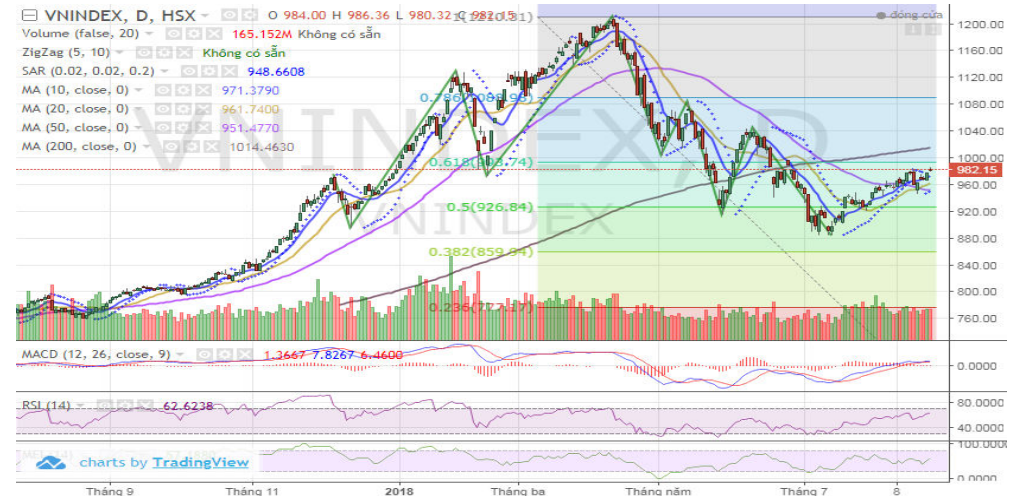 VNINDEX, D, HSX O 984.00 H 986.36 L 980.32 C 982.15
Volume (false, 20) 165.152M Không có sẵn
ZigZag (5, 10) Không có sẵn
SAR (0.02, 0.02, 0.2) 948.6608
MA (10, close, 0) 971.3790
MA (20, close, 0) 961.7400
MA (50, close, 0) 951.4770
MA (200, close, 0) 1014.4630
đóng cửa
VNINDEX, D
VNINDEX
0.618(993.74)
0.5(926.84)
0.382(859.94)
0.236(777.17)
1200.00
1160.00
1120.00
1080.00
1040.00
1000.00
982.15
960.00
920.00
880.00
840.00
800.00
760.00
MACD (12, 26, close, 9) 1.3667 7.8267 6.4600
0.0000
RSI (14) 62.6238
80.0000
40.0000
100.0000
0.0000
charts by TradingView
Tháng 9 Tháng 11 2018 Tháng ba Tháng năm Tháng 7 8